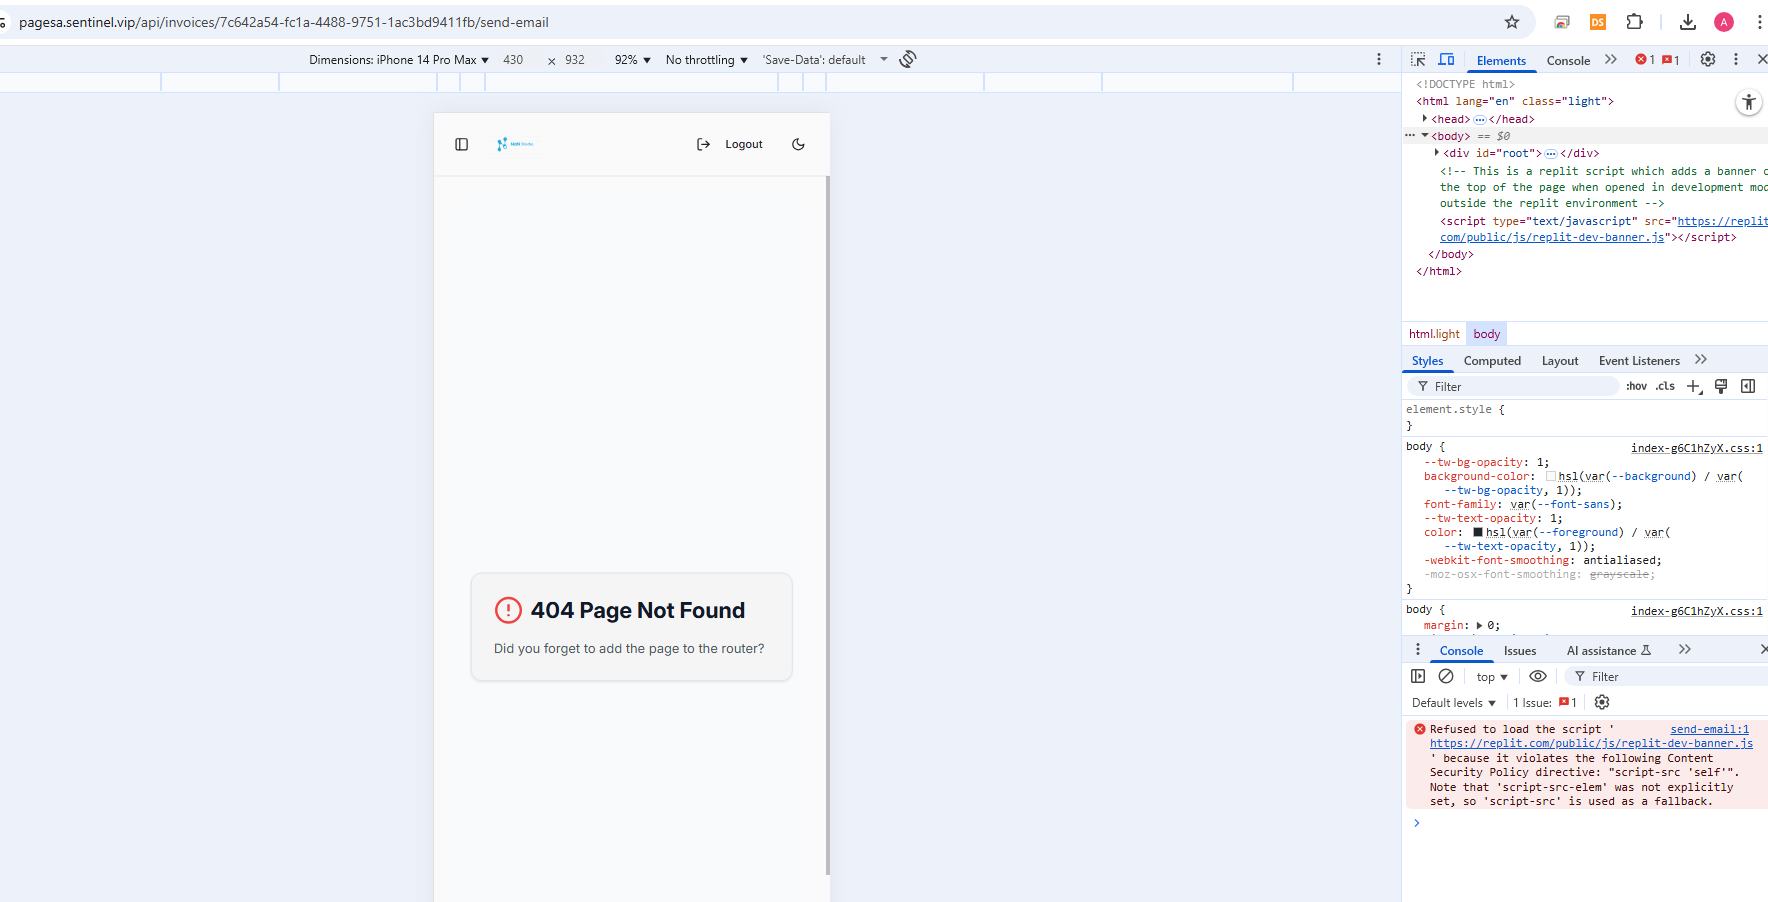 pagesa.sentinel.vip/api/invoices/7c642a54-fc1a-4488-9751-1ac3bd9411fb/send-email
DS
A
Dimensions: iPhone 14 Pro Max ▼ 430 × 932 92% ▼ No throttling ▼ 'Save-Data': default
Logout
404 Page Not Found
Did you forget to add the page to the router?
Elements Console 1 1
<!DOCTYPE html>
<html lang="en" class="light">
<head> … </head>
<body> == $0
<div id="root"> … </div>
<!-- This is a replit script which adds a banner
the top of the page when opened in development
outside the replit environment -->
<script type="text/javascript" src="https://replit
com/public/js/replit-dev-banner.js"></script>
</body>
</html>
html.light body
Styles Computed Layout Event Listeners
Filter :hov .cls
element.style {
}
body { index-g6C1hZyX.css:1
--tw-bg-opacity: 1;
background-color: hsl(var(--background) / var(
--tw-bg-opacity, 1));
font-family: var(--font-sans);
--tw-text-opacity: 1;
color: hsl(var(--foreground) / var(
--tw-text-opacity, 1));
-webkit-font-smoothing: antialiased;
-moz-osx-font-smoothing: grayscale;
}
body { index-g6C1hZyX.css:1
margin: 0;
Console Issues AI assistance
top ▼ Filter
Default levels ▼ 1 Issue: 1
Refused to load the script ' send-email:1
https://replit.com/public/js/replit-dev-banner.js
' because it violates the following Content
Security Policy directive: "script-src 'self'".
Note that 'script-src-elem' was not explicitly
set, so 'script-src' is used as a fallback.